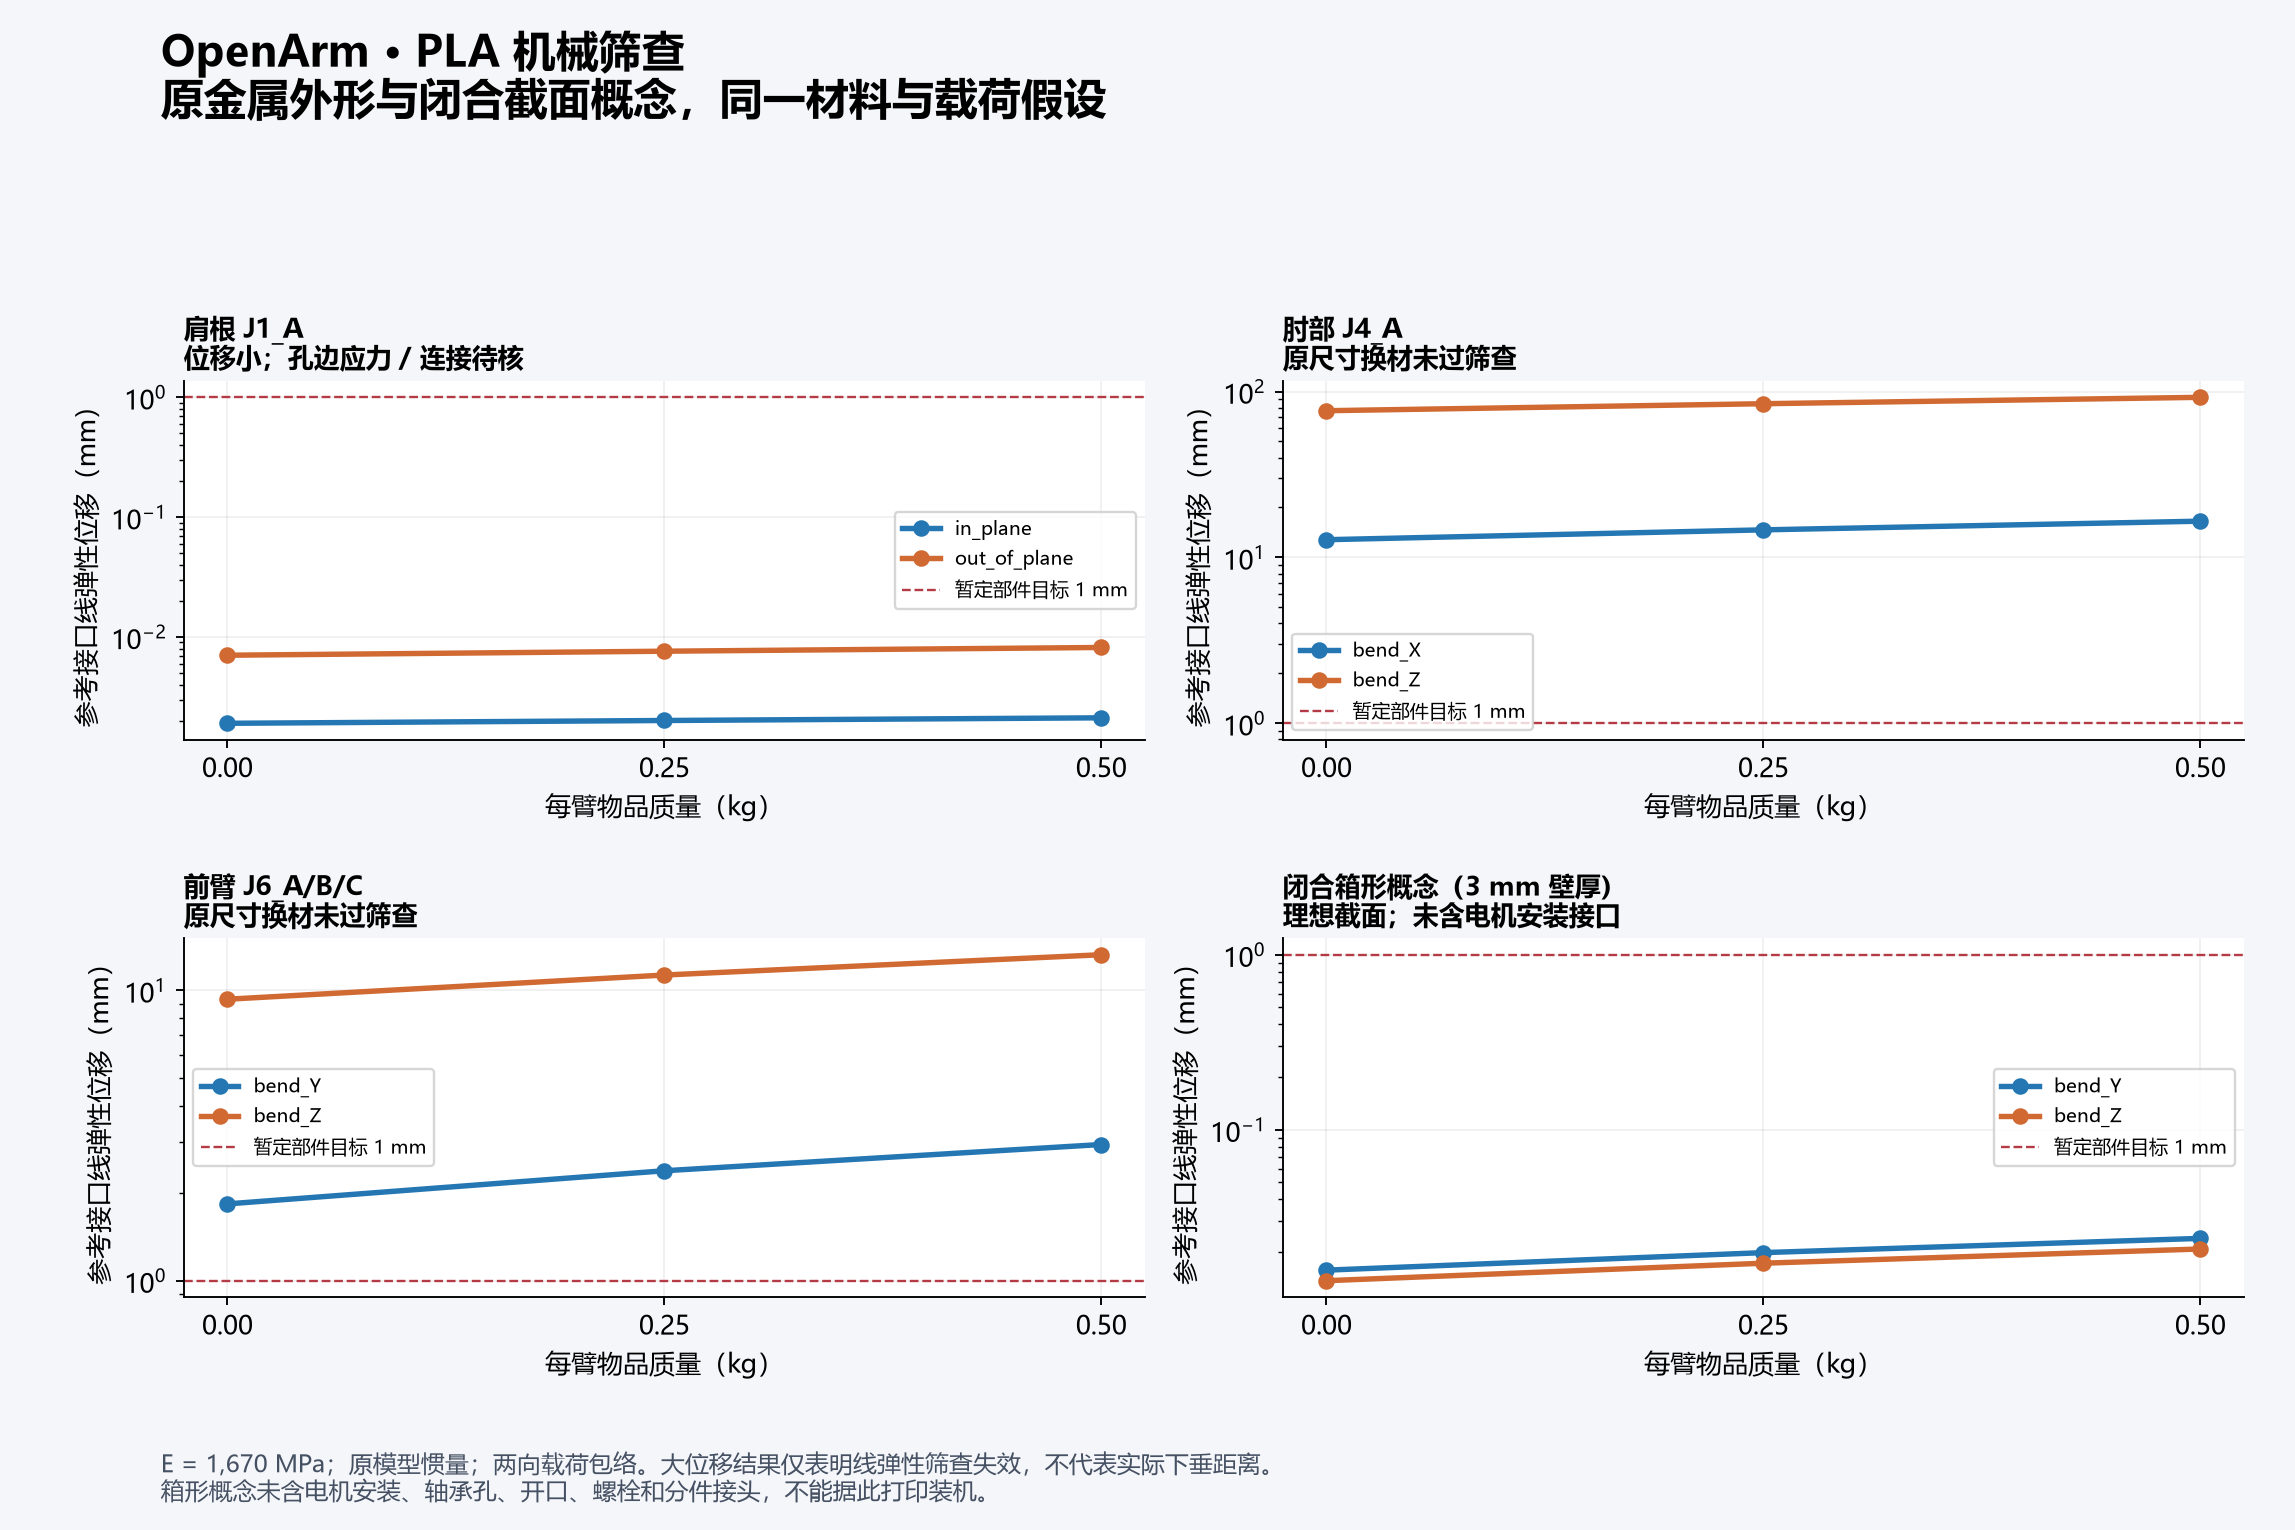 OpenArm • PLA 机械筛查
原金属外形与闭合截面概念，同一材料与载荷假设
肩根 J1_A
位移小；孔边应力 / 连接待核
参考接口线弹性位移（mm）
10⁰
10⁻¹
10⁻²
in_plane
out_of_plane
暂定部件目标 1 mm
0.00
0.25
0.50
每臂物品质量（kg）
肘部 J4_A
原尺寸换材未过筛查
参考接口线弹性位移（mm）
10²
10¹
10⁰
bend_X
bend_Z
暂定部件目标 1 mm
0.00
0.25
0.50
每臂物品质量（kg）
前臂 J6_A/B/C
原尺寸换材未过筛查
参考接口线弹性位移（mm）
10¹
10⁰
bend_Y
bend_Z
暂定部件目标 1 mm
0.00
0.25
0.50
每臂物品质量（kg）
闭合箱形概念（3 mm 壁厚）
理想截面；未含电机安装接口
参考接口线弹性位移（mm）
10⁰
10⁻¹
bend_Y
bend_Z
暂定部件目标 1 mm
0.00
0.25
0.50
每臂物品质量（kg）
E = 1,670 MPa；原模型惯量；两向载荷包络。大位移结果仅表明线弹性筛查失效，不代表实际下垂距离。
箱形概念未含电机安装、轴承孔、开口、螺栓和分件接头，不能据此打印装机。